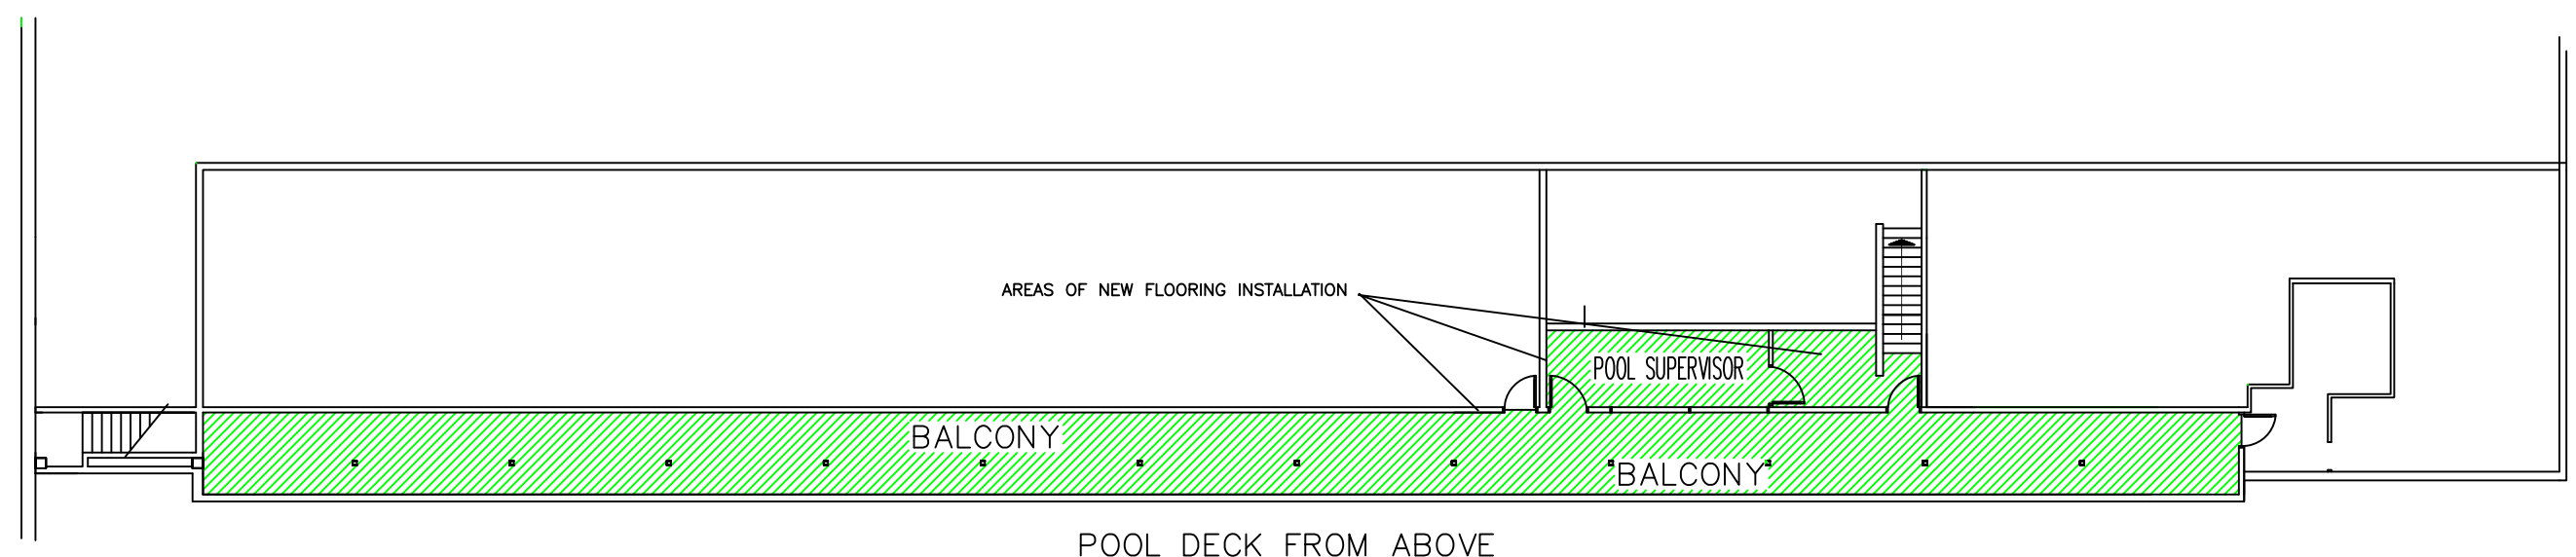 AREAS OF NEW FLOORING INSTALLATION
POOL SUPERVISOR
BALCONY
BALCONY
POOL DECK FROM ABOVE